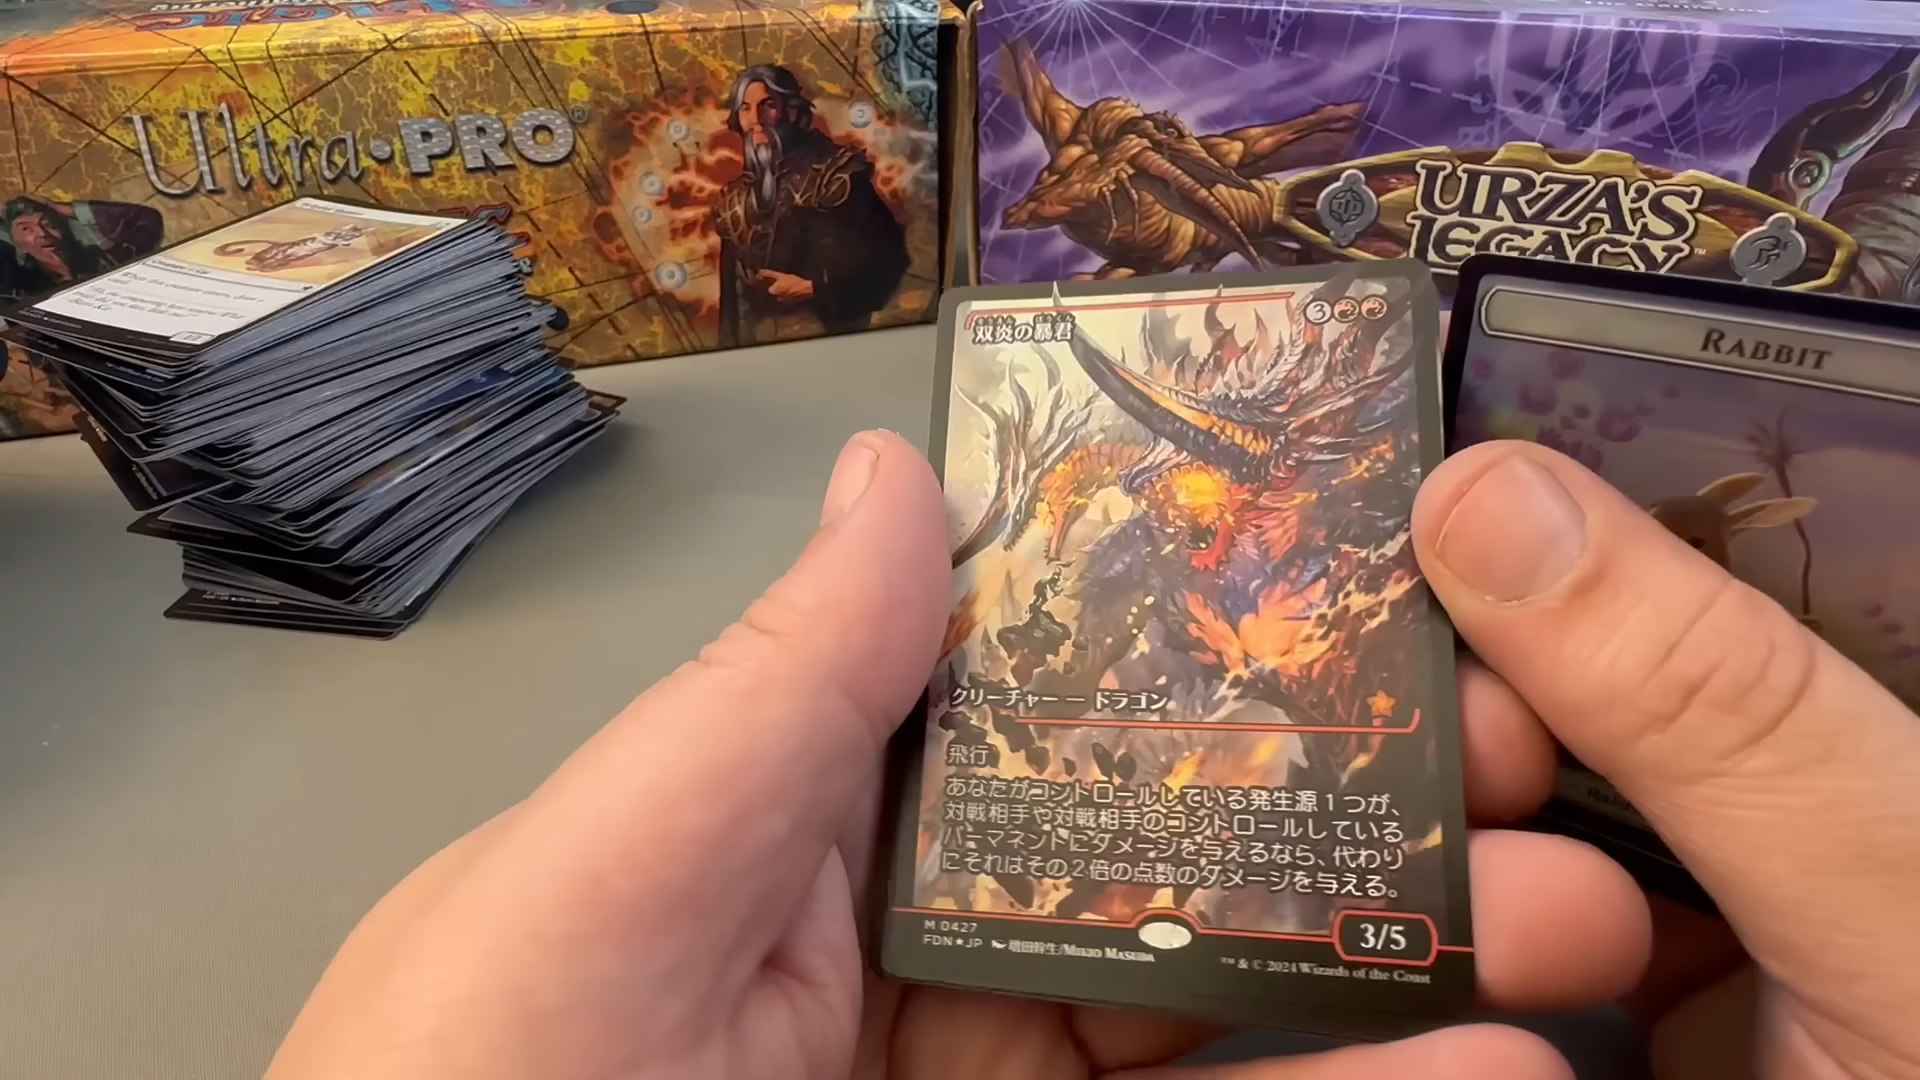 Ultra•PRO®
URZA'S
LEGACY™
双炎の暴君
3
RABBIT
クリーチャー — ドラゴン
飛行
あなたがコントロールしている発生源1つが、
対戦相手や対戦相手のコントロールしている
パーマネントにダメージを与えるなら、代わり
にそれはその2倍の点数のダメージを与える。
M 0427
FDN★JP 増田幹生/MIKIO MASUDA
3/5
™ & © 2024 Wizards of the Coast